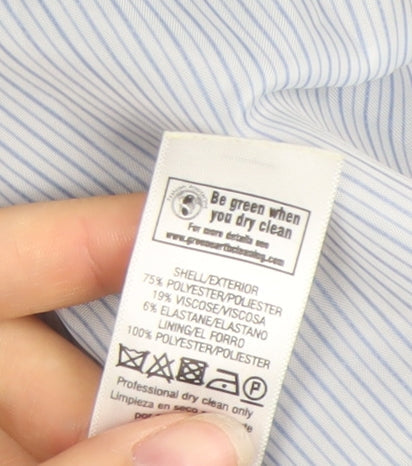 Be green when
you dry clean
For more details see
www.greenearthcleaning.com
SHELL/EXTERIOR
75% POLYESTER/POLIESTER
19% VISCOSE/VISCOSA
6% ELASTANE/ELASTANO
LINING/EL FORRO
100% POLYESTER/POLIESTER
P
Professional dry clean only
Limpieza en seco
por